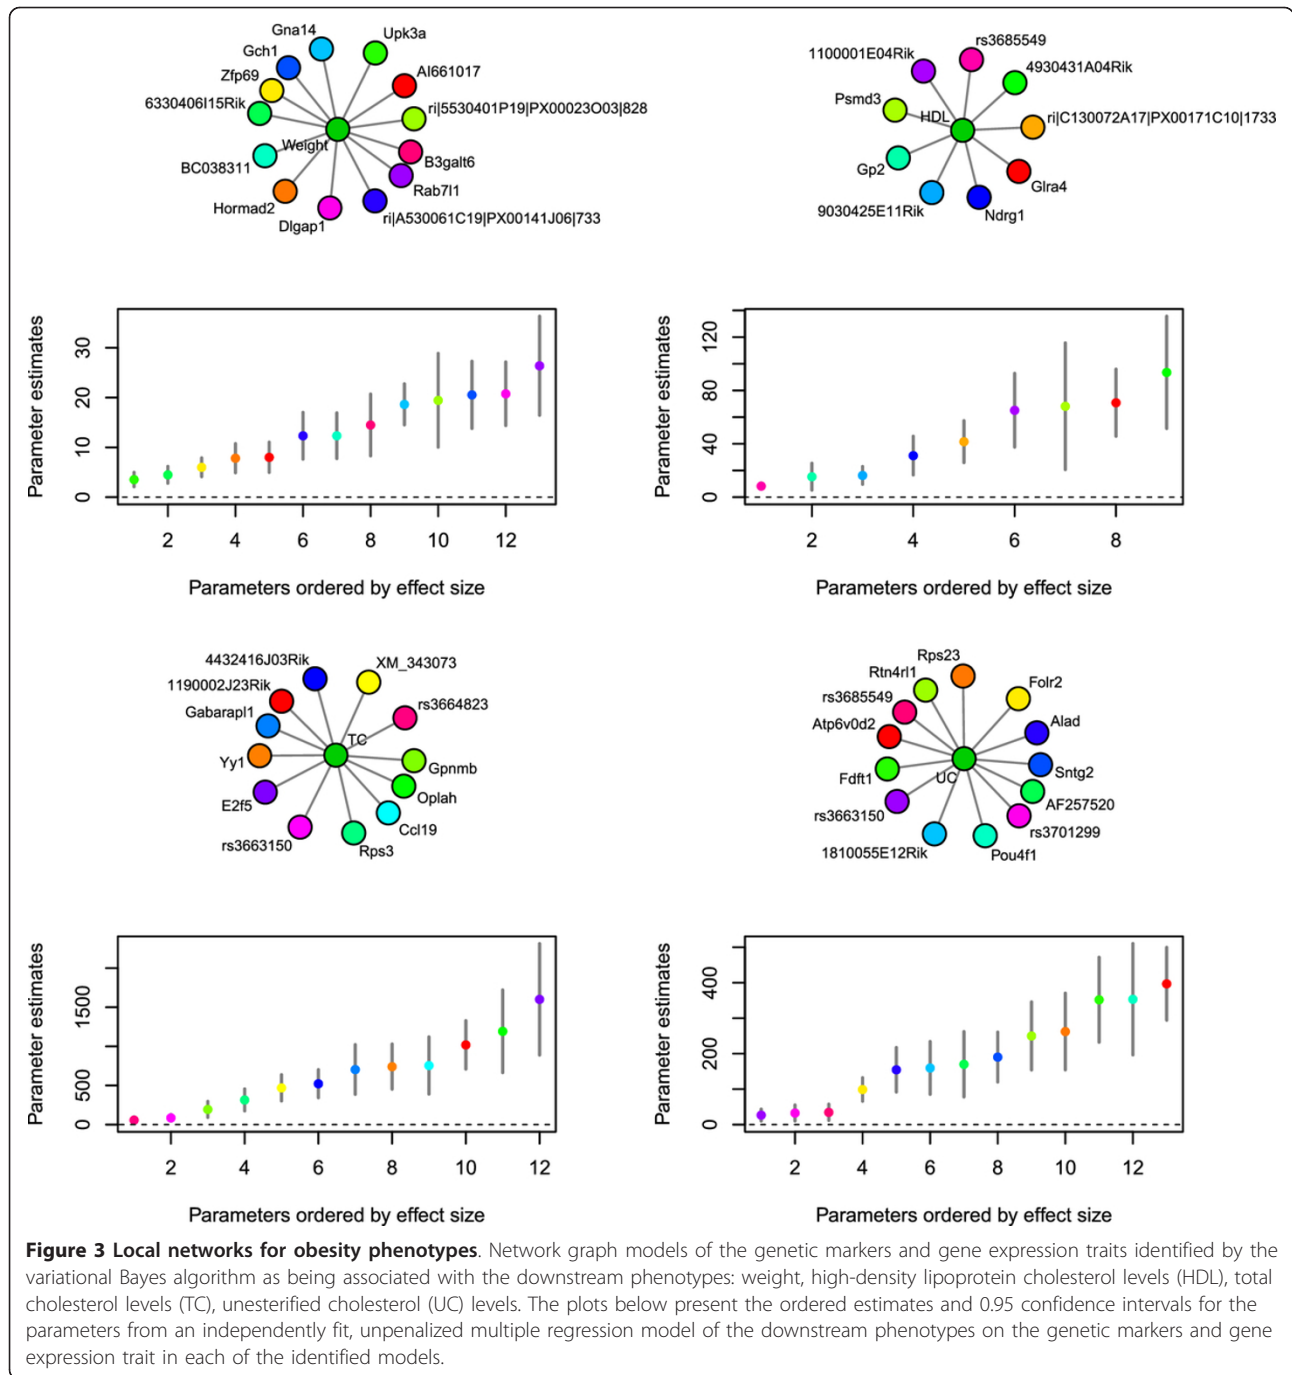 Gna14
Upk3a
Gch1
Zfp69
AI661017
6330406I15Rik
ri|5530401P19|PX00023O03|828
Weight
BC038311
B3galt6
Rab7l1
Hormad2
Dlgap1
ri|A530061C19|PX00141J06|733
rs3685549
1100001E04Rik
4930431A04Rik
Psmd3
HDL
ri|C130072A17|PX00171C10|1733
Gp2
Glra4
9030425E11Rik
Ndrg1
Parameter estimates
0 10 20 30
2 4 6 8 10 12
Parameters ordered by effect size
Parameter estimates
0 40 80 120
2 4 6 8
Parameters ordered by effect size
4432416J03Rik
XM_343073
1190002J23Rik
rs3664823
Gabarapl1
TC
Yy1
Gpnmb
Oplah
E2f5
Ccl19
rs3663150
Rps3
Rps23
Rtn4rl1
Folr2
rs3685549
Atp6v0d2
Alad
Fdft1
UC
Sntg2
AF257520
rs3663150
rs3701299
1810055E12Rik
Pou4f1
Parameter estimates
0 500 1500
2 4 6 8 10 12
Parameters ordered by effect size
Parameter estimates
0 200 400
2 4 6 8 10 12
Parameters ordered by effect size
Figure 3 Local networks for obesity phenotypes. Network graph models of the genetic markers and gene expression traits identified by the
variational Bayes algorithm as being associated with the downstream phenotypes: weight, high-density lipoprotein cholesterol levels (HDL), total
cholesterol levels (TC), unesterified cholesterol (UC) levels. The plots below present the ordered estimates and 0.95 confidence intervals for the
parameters from an independently fit, unpenalized multiple regression model of the downstream phenotypes on the genetic markers and gene
expression trait in each of the identified models.